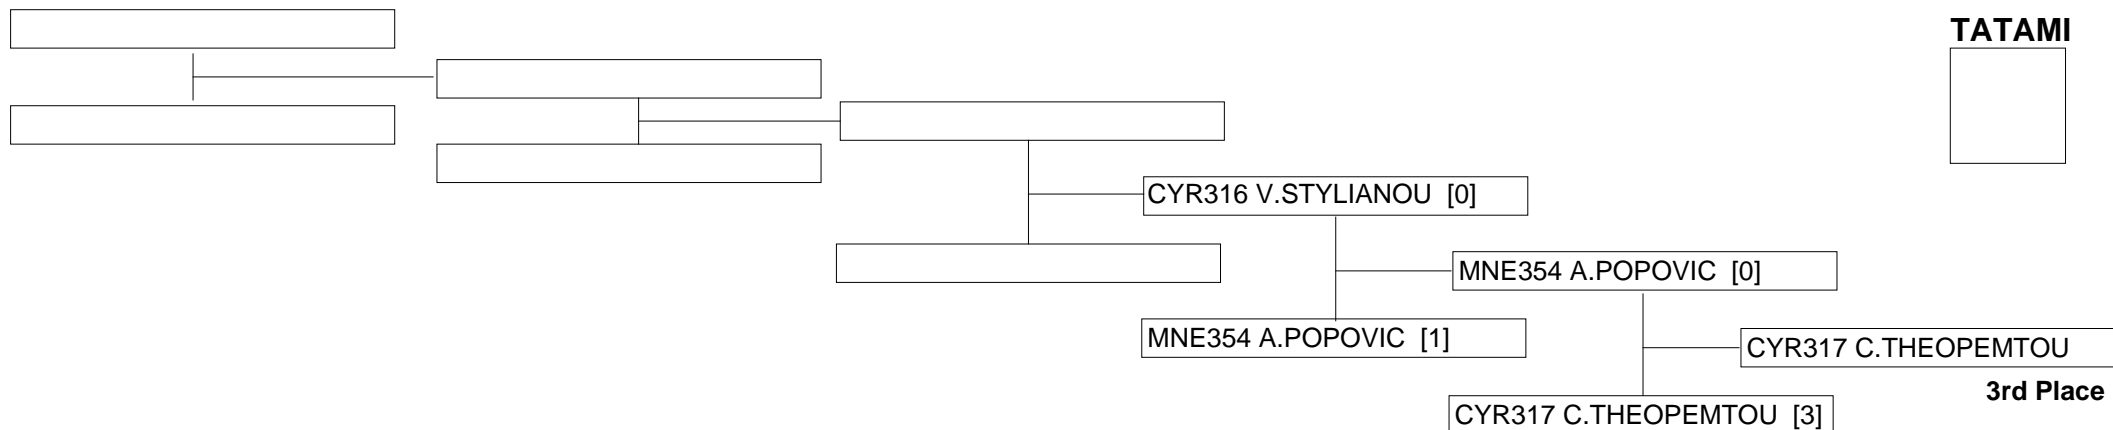 TATAMI
CYR316 V.STYLIANOU [0]
MNE354 A.POPOVIC [0]
MNE354 A.POPOVIC [1]
CYR317 C.THEOPEMTOU
3rd Place
CYR317 C.THEOPEMTOU [3]